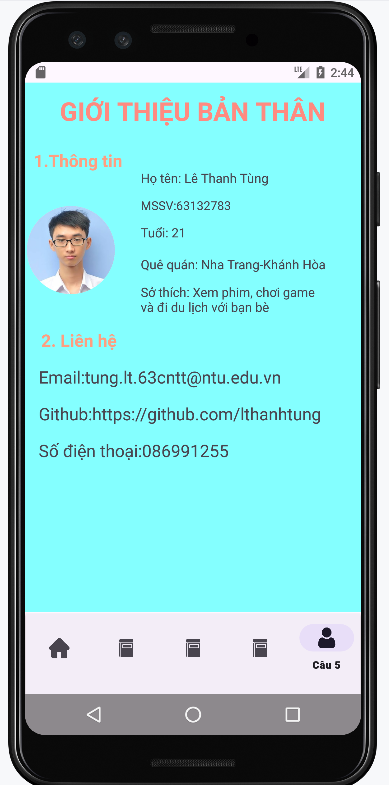 LTE 2:44
GIỚI THIỆU BẢN THÂN
1.Thông tin
Họ tên: Lê Thanh Tùng
MSSV:63132783
Tuổi: 21
Quê quán: Nha Trang-Khánh Hòa
Sở thích: Xem phim, chơi game
và đi du lịch với bạn bè
2. Liên hệ
Email:tung.lt.63cntt@ntu.edu.vn
Github:https://github.com/lthanhtung
Số điện thoại:086991255
Câu 5